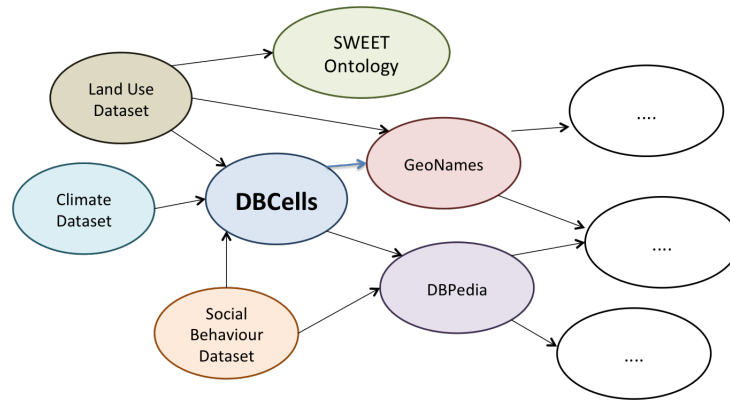 SWEET
Ontology
Land Use
Dataset
....
GeoNames
DBCells
Climate
Dataset
....
DBPedia
Social
Behaviour
Dataset
....